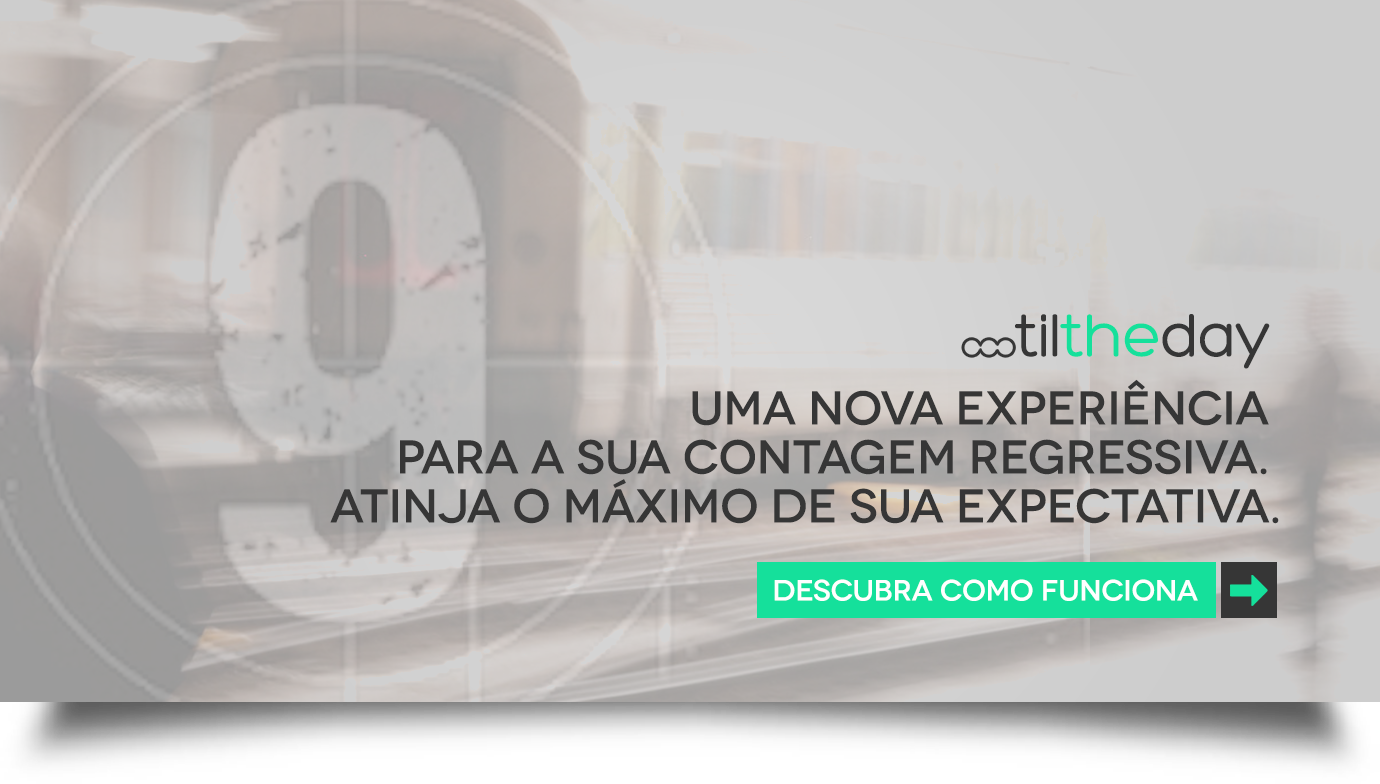 9
tiltheday
UMA NOVA EXPERIÊNCIA
PARA A SUA CONTAGEM REGRESSIVA.
ATINJA O MÁXIMO DE SUA EXPECTATIVA.
DESCUBRA COMO FUNCIONA